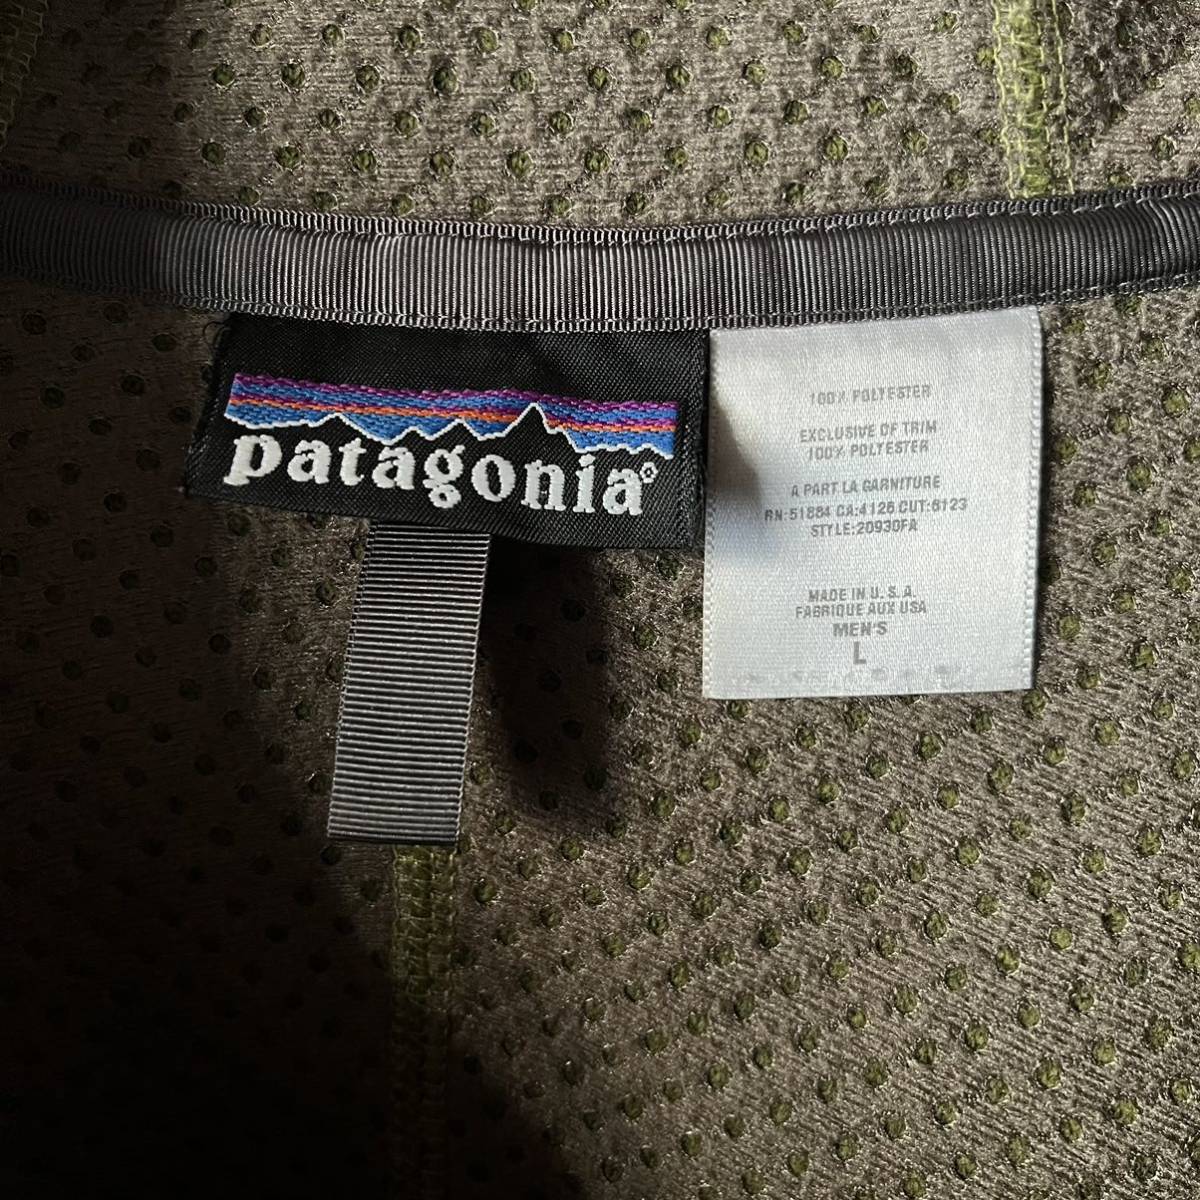 patagonia®
100% POLYESTER
EXCLUSIVE OF TRIM
100% POLYESTER
A PART LA GARNITURE
RN:51884 CA:4126 CUT:6123
STYLE:20930FA
MADE IN U.S.A.
FABRIQUE AUX USA
MEN'S
L